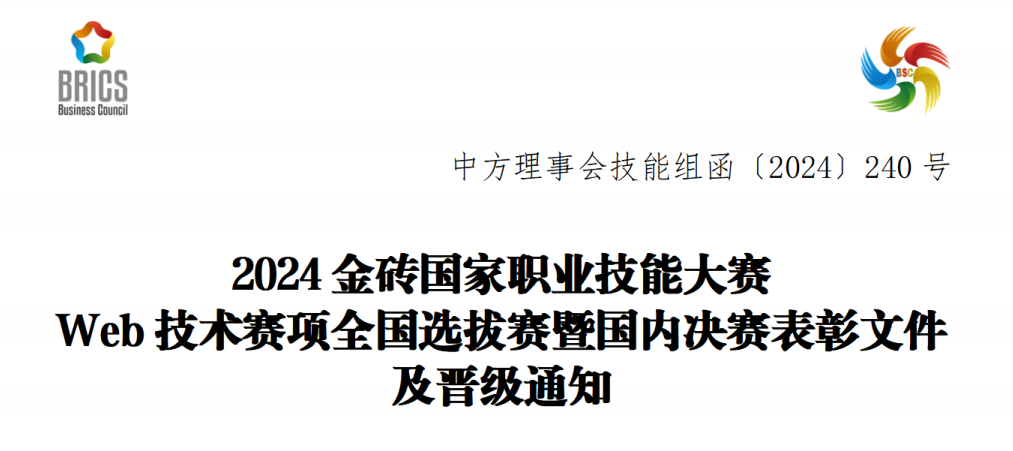 BRICS
Business Council
BSC
中方理事会技能组函〔2024〕240 号
2024 金砖国家职业技能大赛
Web 技术赛项全国选拔赛暨国内决赛表彰文件
及晋级通知